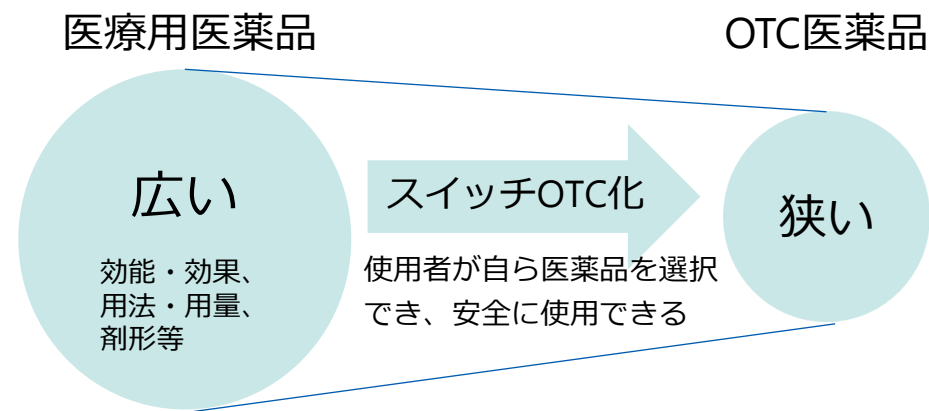 医療用医薬品
OTC医薬品
広い
効能・効果、
用法・用量、
剤形等
スイッチOTC化
使用者が自ら医薬品を選択
でき、安全に使用できる
狭い